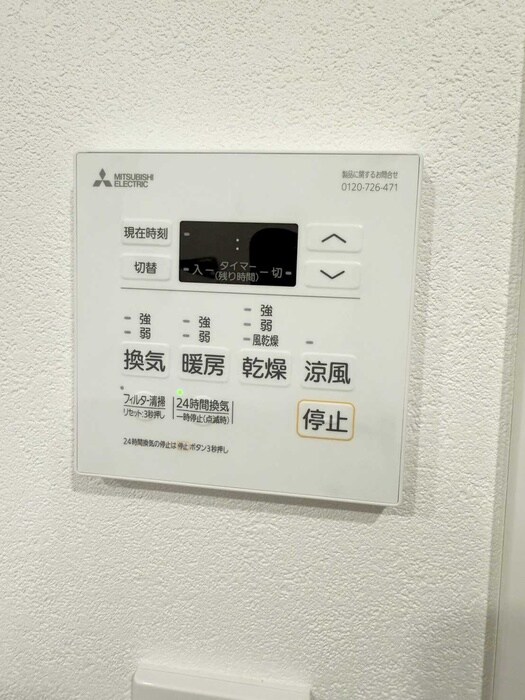 MITSUBISHI
ELECTRIC
製品に関するお問合せ
0120-726-471
現在時刻
切替
:
入 タイマー 切
(残り時間)
強
弱
換気
強
弱
暖房
強
弱
風乾燥
乾燥
涼風
フィルター清掃
リセット:3秒押し
24時間換気
一時停止(点滅時)
停止
24時間換気の停止は 停止 ボタン3秒押し